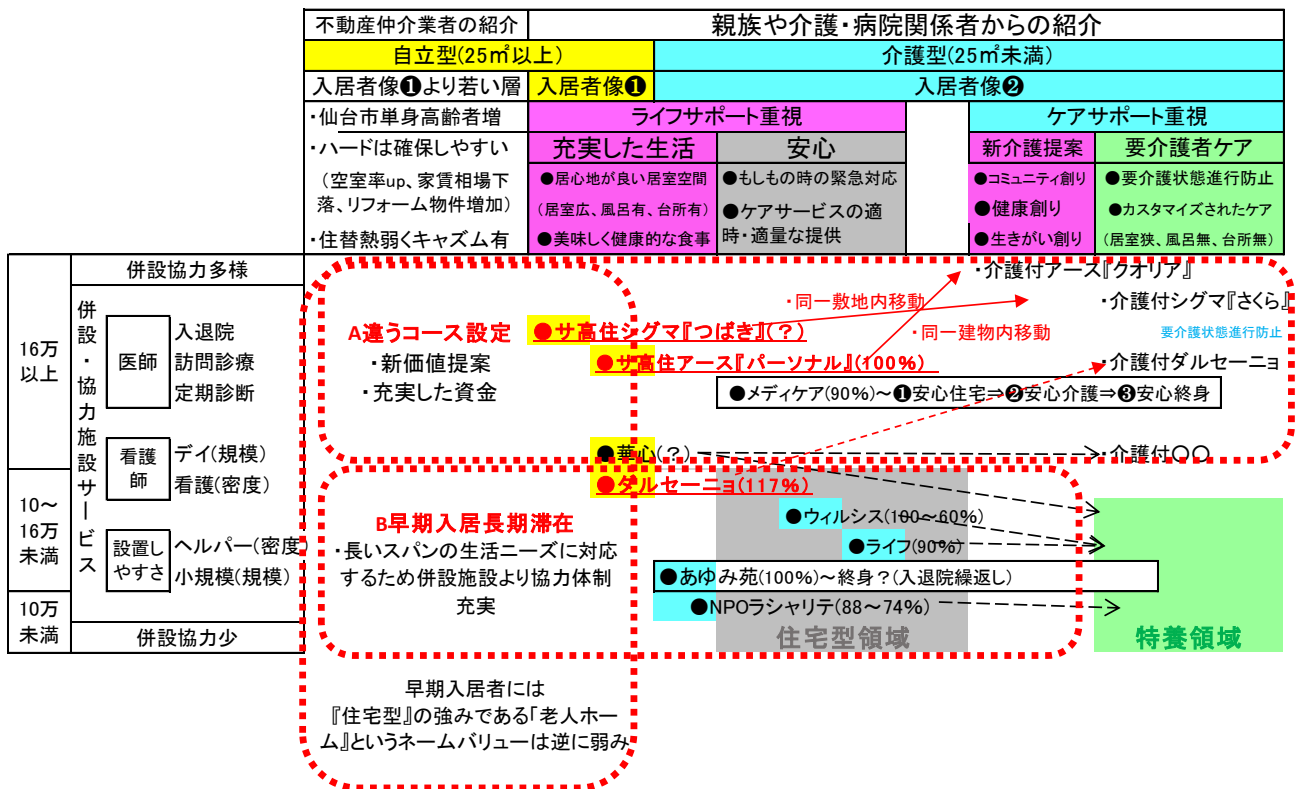 不動産仲介業者の紹介
親族や介護・病院関係者からの紹介
自立型(25㎡以上)
介護型(25㎡未満)
入居者像❶より若い層
入居者像❶
入居者像❷
・仙台市単身高齢者増
・ハードは確保しやすい
(空室率up、家賃相場下
落、リフォーム物件増加)
・住替熱弱くキャズム有
ライフサポート重視
ケアサポート重視
充実した生活
安心
新介護提案
要介護者ケア
●居心地が良い居室空間
(居室広、風呂有、台所有)
●美味しく健康的な食事
●もしもの時の緊急対応
●ケアサービスの適
時・適量な提供
●コミュニティ創り
●健康創り
●生きがい創り
●要介護状態進行防止
●カスタマイズされたケア
(居室狭、風呂無、台所無)
16万
以上
10～
16万
未満
10万
未満
併設協力多様
併設・協力施設サービス
医師
入退院
訪問診療
定期診断
看護
師
デイ(規模)
看護(密度)
設置し
やすさ
ヘルパー(密度)
小規模(規模)
併設協力少
A違うコース設定
・新価値提案
・充実した資金
・介護付アース『クオリア』
・同一敷地内移動
・介護付シグマ『さくら』
●サ高住シグマ『つばき』(？)
・同一建物内移動
要介護状態進行防止
●サ高住アース『パーソナル』(100%)
・介護付ダルセーニョ
●メディケア(90%)～❶安心住宅⇒❷安心介護⇒❸安心終身
●華心(？)
・介護付〇〇
●ダルセーニョ(117%)
B早期入居長期滞在
・長いスパンの生活ニーズに対応
するため併設施設より協力体制
充実
●ウィルシス(100～60%)
●ライフ(90%)
●あゆみ苑(100%)～終身？(入退院繰返し)
●NPOラシャリテ(88～74%)
住宅型領域
特養領域
早期入居者には
『住宅型』の強みである「老人ホー
ム』というネームバリューは逆に弱み